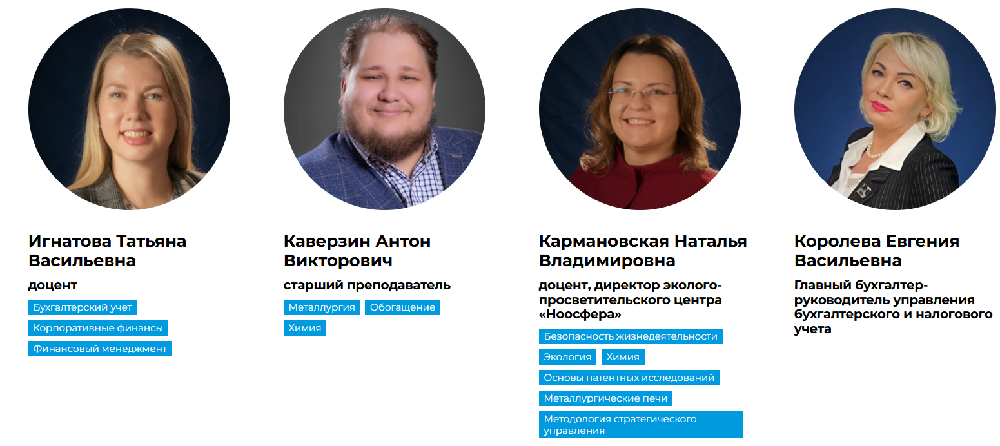 Игнатова Татьяна
Васильевна
доцент
Бухгалтерский учет
Корпоративные финансы
Финансовый менеджмент
Каверзин Антон
Викторович
старший преподаватель
Металлургия Обогащение
Химия
Кармановская Наталья
Владимировна
доцент, директор эколого-
просветительского центра
«Ноосфера»
Безопасность жизнедеятельности
Экология Химия
Основы патентных исследований
Металлургические печи
Методология стратегического
управления
Королева Евгения
Васильевна
Главный бухгалтер-
руководитель управления
бухгалтерского и налогового
учета